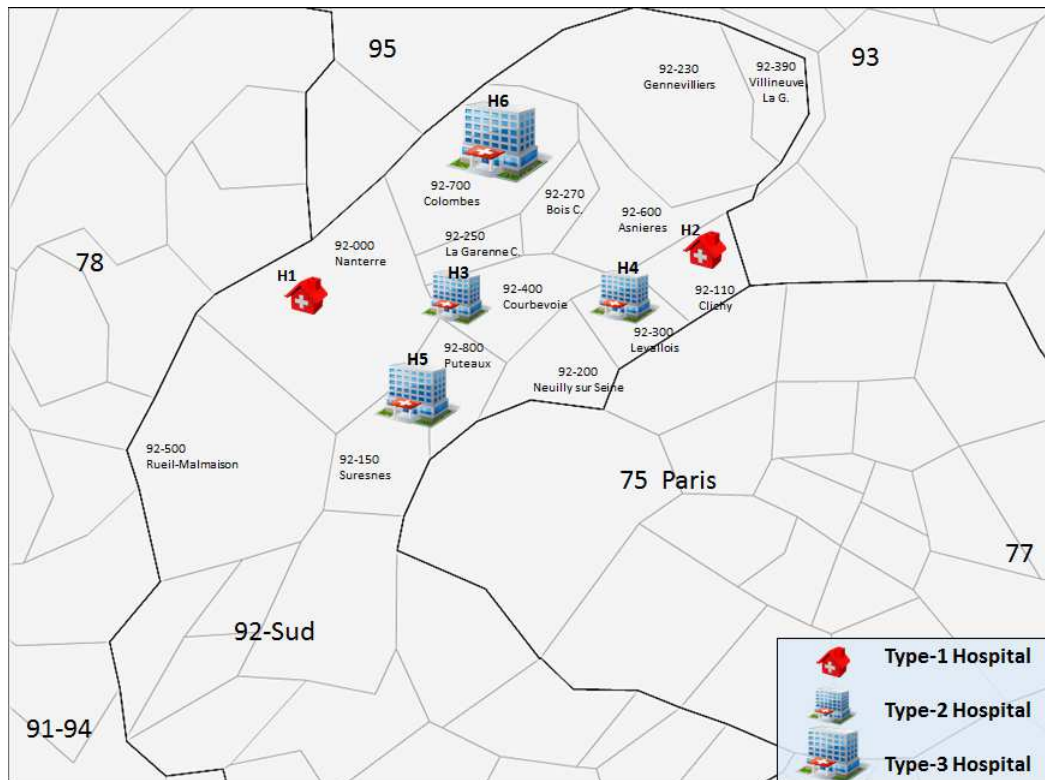 95
93
92-230
Gennevilliers
92-390
Villineuve
La G.
H6
92-700
Colombes
92-270
Bois C.
92-600
Asnieres
H2
92-000
Nanterre
92-250
La Garenne C.
78
H1
H3
H4
92-400
Courbevoie
92-110
Clichy
92-300
Levallois
H5
92-800
Puteaux
92-200
Neuilly sur Seine
92-500
Rueil-Malmaison
92-150
Suresnes
75 Paris
77
92-Sud
91-94
Type-1 Hospital
Type-2 Hospital
Type-3 Hospital